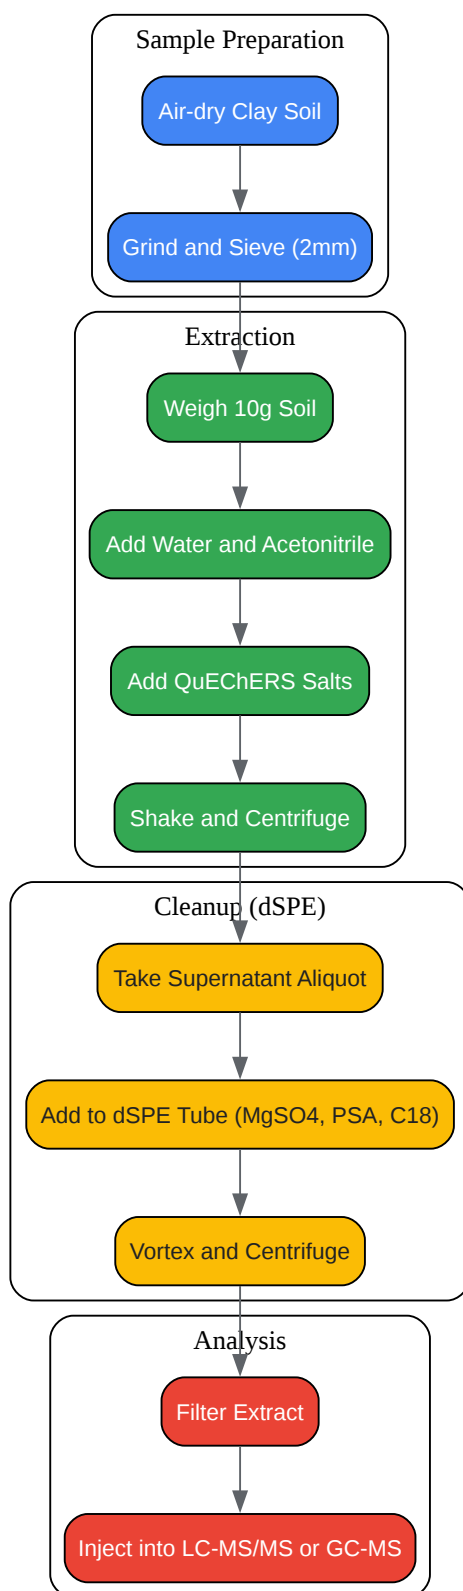 Sample Preparation
Air-dry Clay Soil
Grind and Sieve (2mm)
Extraction
Weigh 10g Soil
Add Water and Acetonitrile
Add QuEChERS Salts
Shake and Centrifuge
Cleanup (dSPE)
Take Supernatant Aliquot
Add to dSPE Tube (MgSO4, PSA, C18)
Vortex and Centrifuge
Analysis
Filter Extract
Inject into LC-MS/MS or GC-MS